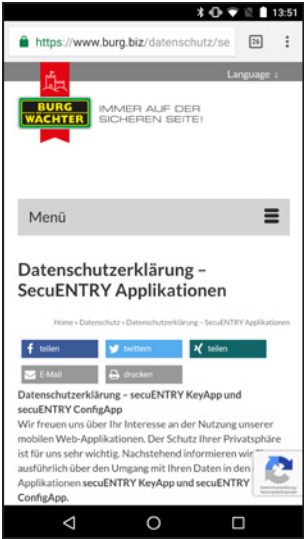 13:51
https://www.burg.biz/datenschutz/se
26
Language ↓
BURG
WÄCHTER
IMMER AUF DER
SICHEREN SEITE!
Menü
Datenschutzerklärung –
SecuENTRY Applikationen
Home » Datenschutz » Datenschutzerklärung – SecuENTRY Applikationen
teilen
twittern
teilen
E-Mail
drucken
Datenschutzerklärung – secuENTRY KeyApp und
secuENTRY ConfigApp
Wir freuen uns über Ihr Interesse an der Nutzung unserer
mobilen Web-Applikationen. Der Schutz Ihrer Privatsphäre
ist für uns sehr wichtig. Nachstehend informieren wir
ausführlich über den Umgang mit Ihren Daten in den
Applikationen secuENTRY KeyApp und secuENTRY
ConfigApp.